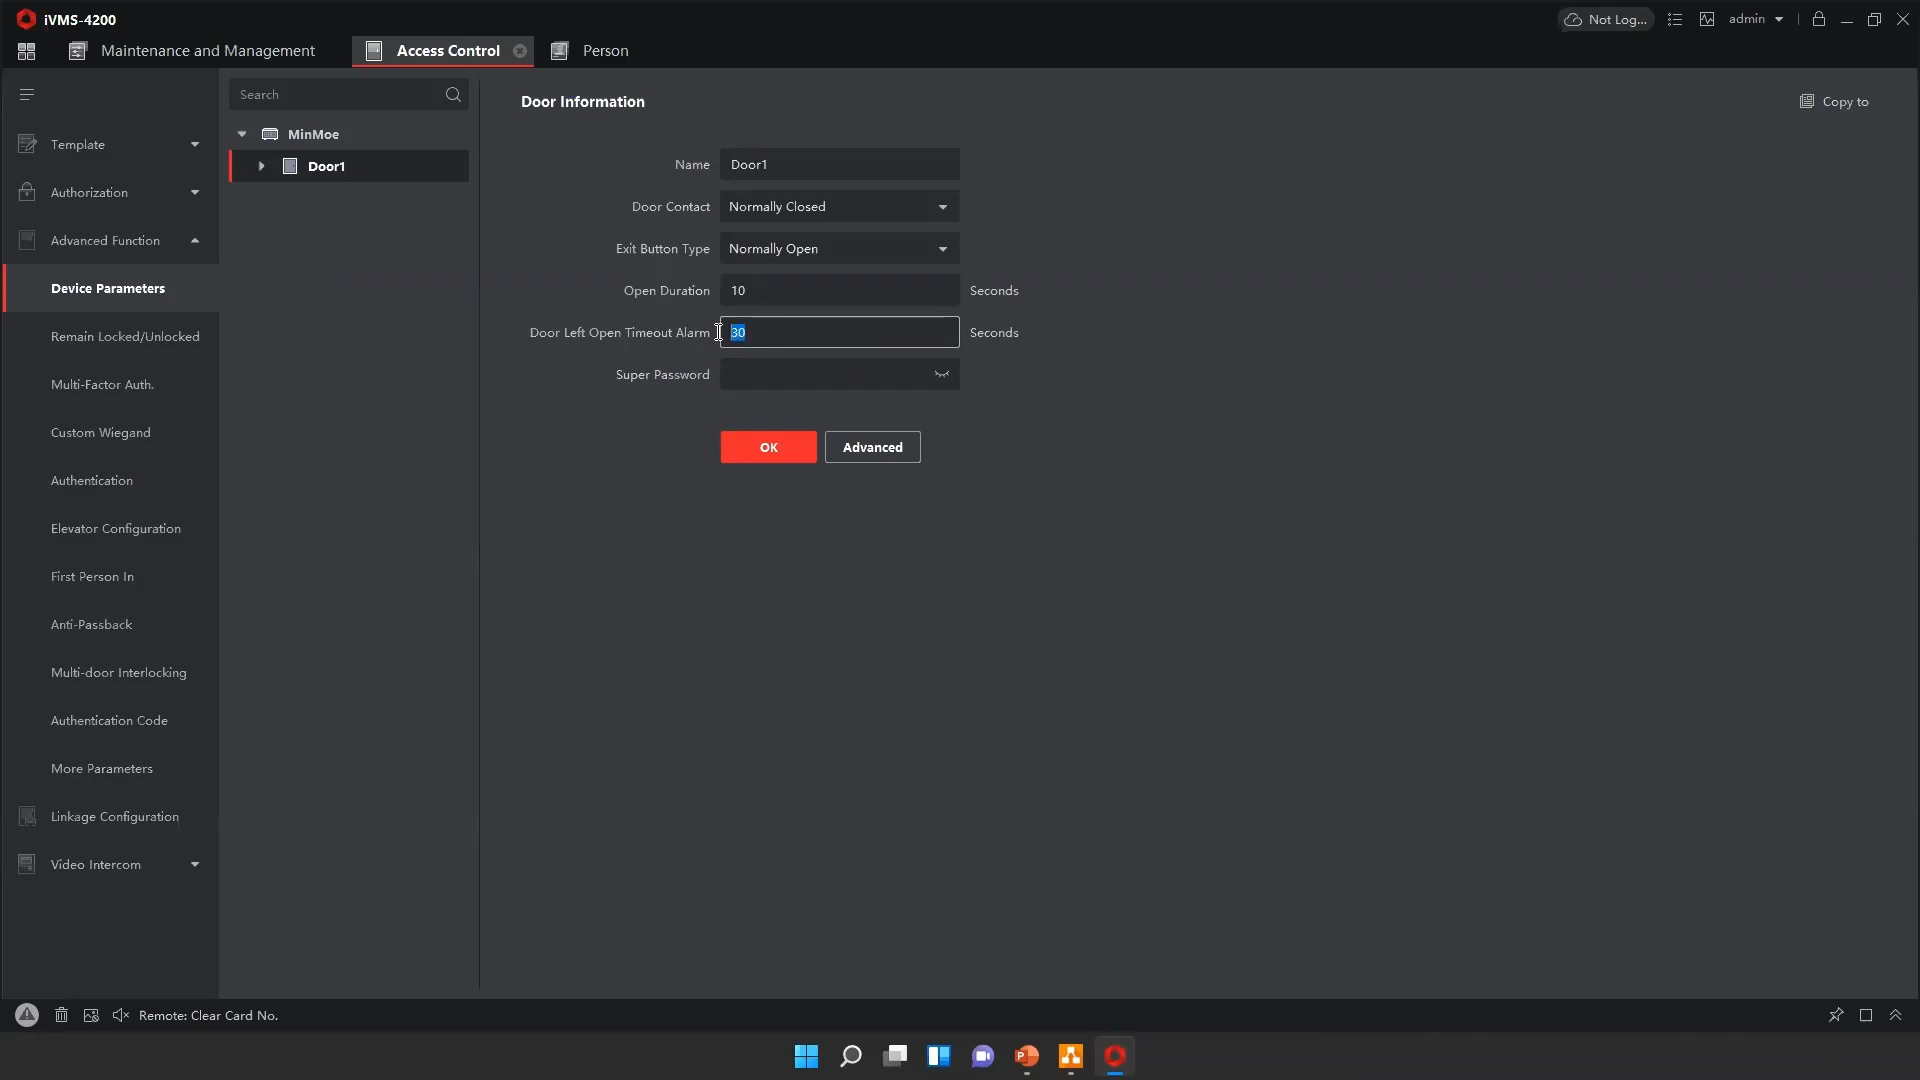 iVMS-4200
Not Log...
admin
Maintenance and Management
Access Control
Person
Search
MinMoe
Door1
Template
Authorization
Advanced Function
Device Parameters
Remain Locked/Unlocked
Multi-Factor Auth.
Custom Wiegand
Authentication
Elevator Configuration
First Person In
Anti-Passback
Multi-door Interlocking
Authentication Code
More Parameters
Linkage Configuration
Video Intercom
Door Information
Copy to
Name Door1
Door Contact Normally Closed
Exit Button Type Normally Open
Open Duration 10 Seconds
Door Left Open Timeout Alarm 30 Seconds
Super Password
OK Advanced
Remote: Clear Card No.